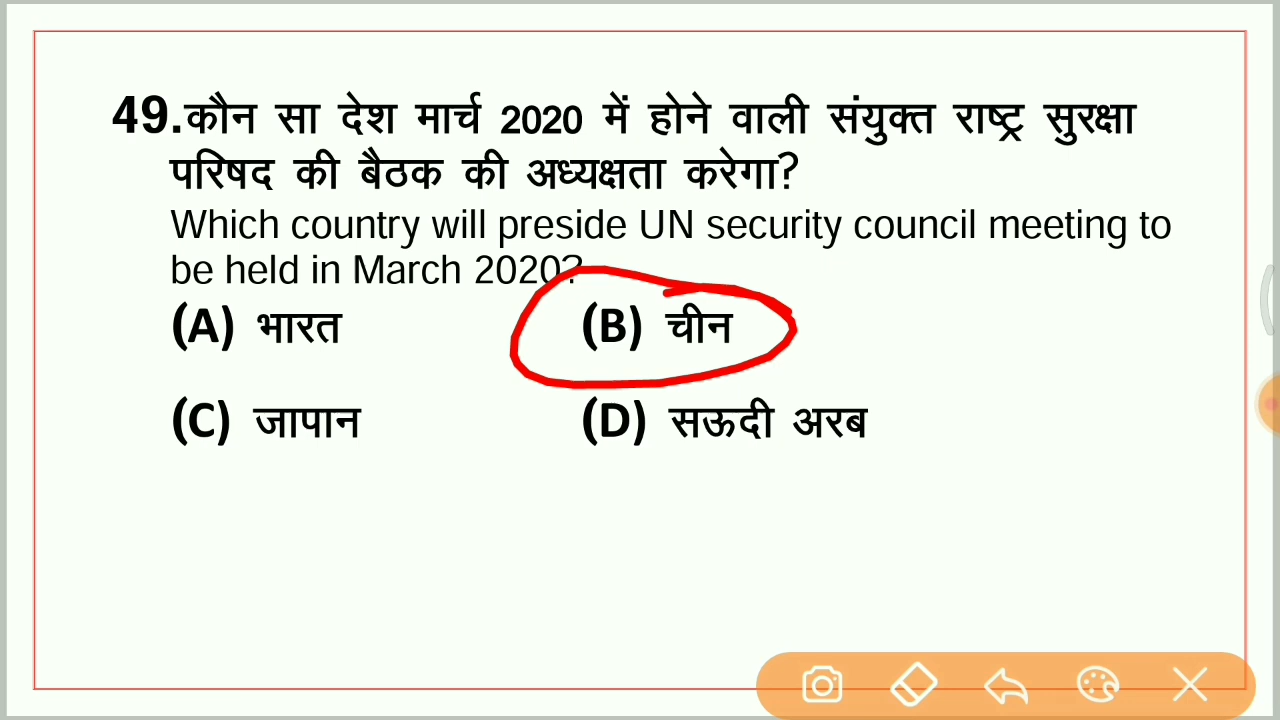 49.कौन सा देश मार्च 2020 में होने वाली संयुक्त राष्ट्र सुरक्षा
परिषद की बैठक की अध्यक्षता करेगा?
Which country will preside UN security council meeting to
be held in March 2020?
(A) भारत (B) चीन
(C) जापान (D) सऊदी अरब